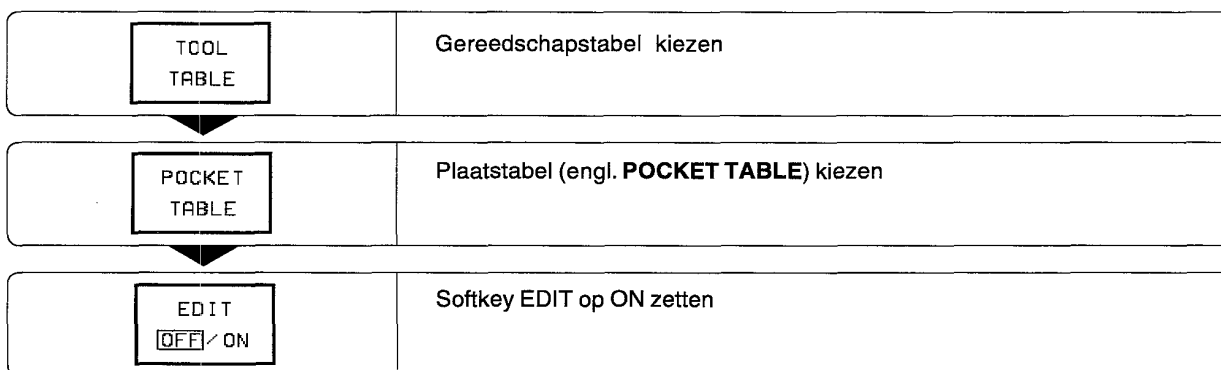 TOOL
TABLE
Gereedschapstabel kiezen
POCKET
TABLE
Plaatstabel (engl. POCKET TABLE) kiezen
EDIT
OFF / ON
Softkey EDIT op ON zetten